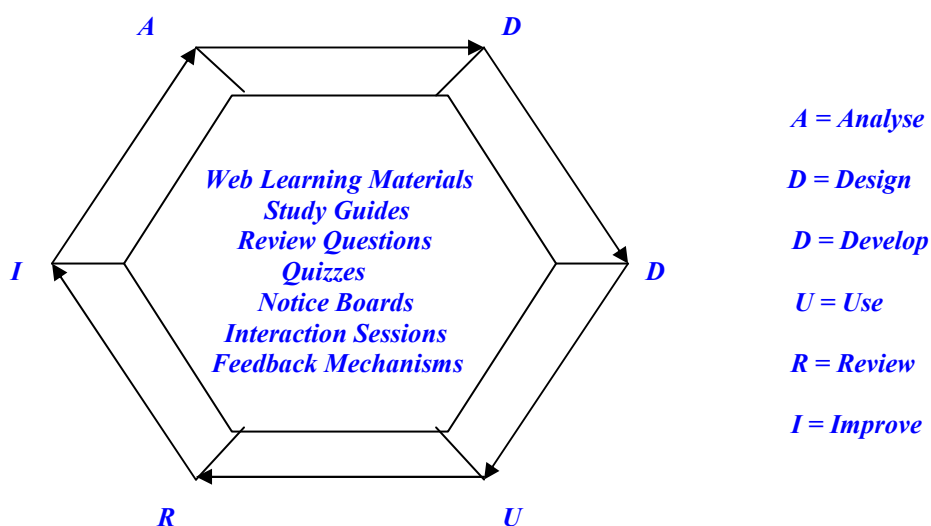 A
D
A = Analyse
Web Learning Materials
D = Design
Study Guides
Review Questions
D = Develop
I
Quizzes
D
Notice Boards
U = Use
Interaction Sessions
Feedback Mechanisms
R = Review
I = Improve
R
U